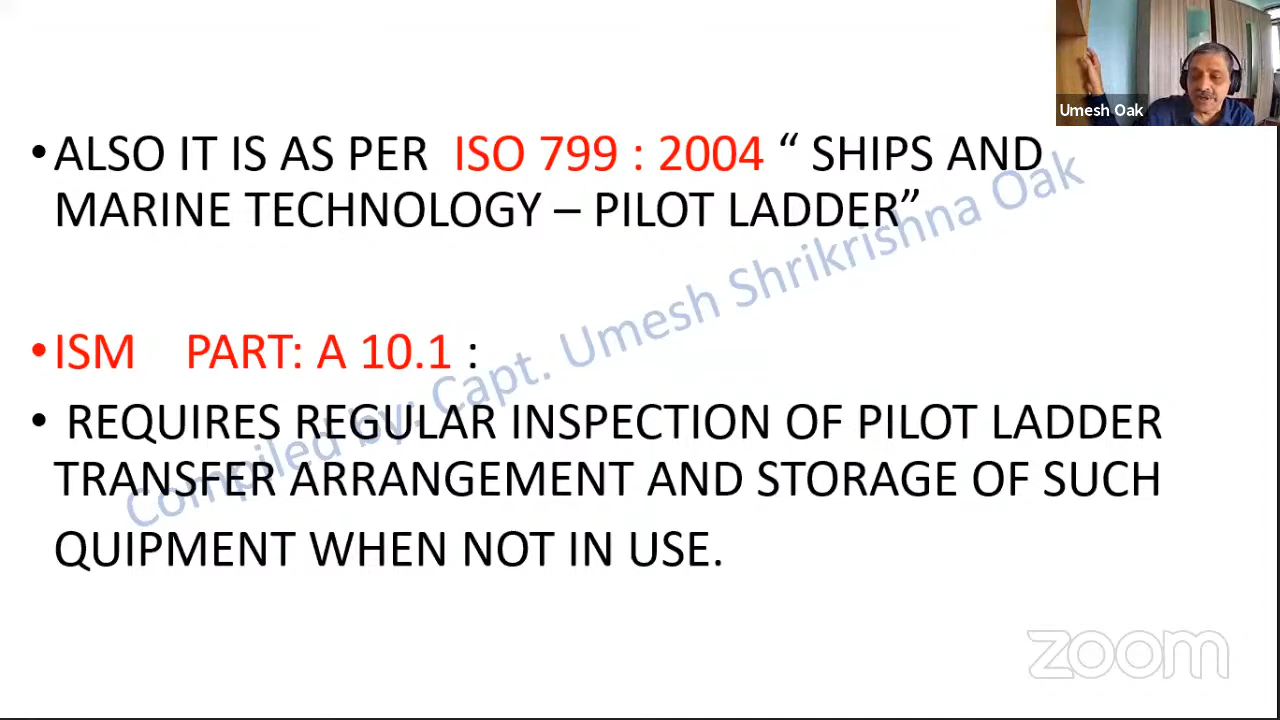 Umesh Oak
• ALSO IT IS AS PER ISO 799 : 2004 “ SHIPS AND
MARINE TECHNOLOGY – PILOT LADDER”
• ISM PART: A 10.1 :
• REQUIRES REGULAR INSPECTION OF PILOT LADDER
TRANSFER ARRANGEMENT AND STORAGE OF SUCH
QUIPMENT WHEN NOT IN USE.
Compiled by: Capt. Umesh Shrikrishna Oak
zoom